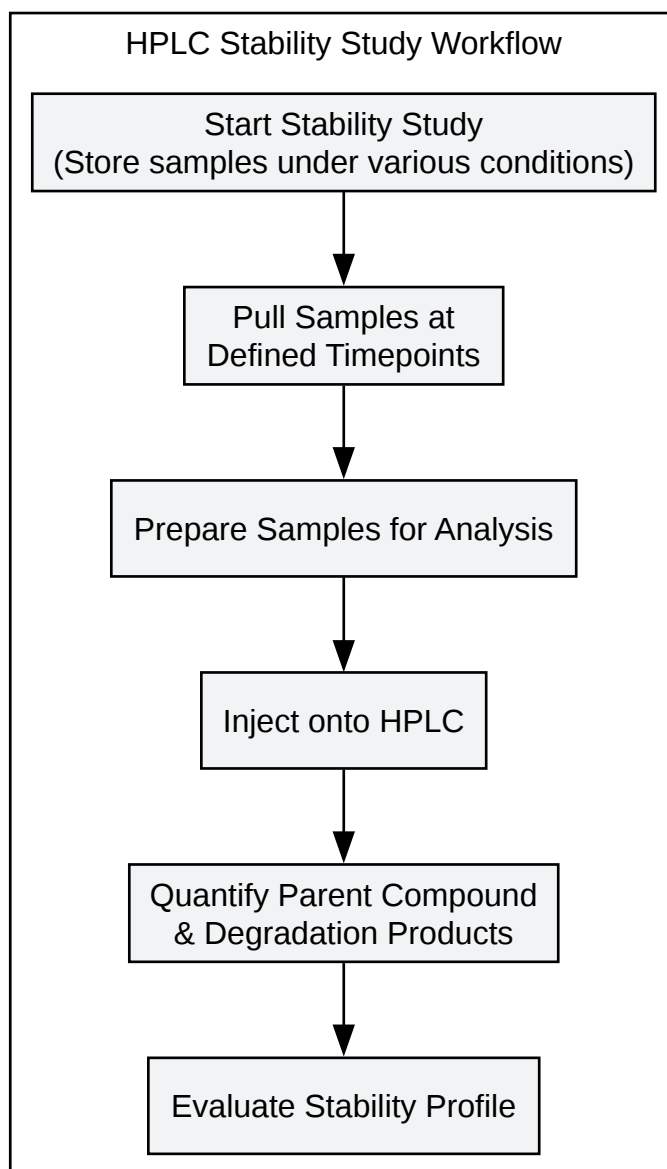 HPLC Stability Study Workflow
Start Stability Study
(Store samples under various conditions)
Pull Samples at
Defined Timepoints
Prepare Samples for Analysis
Inject onto HPLC
Quantify Parent Compound
& Degradation Products
Evaluate Stability Profile